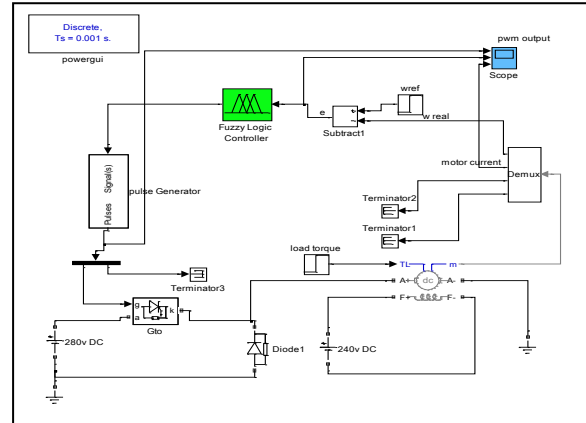 Discrete,
Ts = 0.001 s.
powergui
pwm output
Scope
wref
e
w real
Subtract1
Fuzzy Logic
Controller
motor current
Demux
Signal(s)
Pulses
pulse Generator
Terminator2
Terminator1
load torque
TL
m
Terminator3
A+
dc
A-
g
k
a
F+
F-
Gto
280v DC
Diode1
240v DC